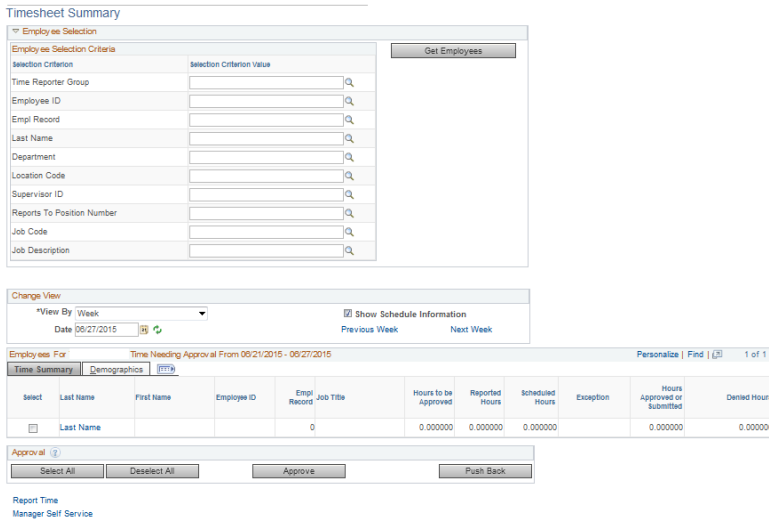 Timesheet Summary
Employee Selection
Employee Selection Criteria
Get Employees
Selection Criterion Selection Criterion Value
Time Reporter Group
Employee ID
Empl Record
Last Name
Department
Location Code
Supervisor ID
Reports To Position Number
Job Code
Job Description
Change View
*View By Week Show Schedule Information
Date 06/27/2015 Previous Week Next Week
Employees For Time Needing Approval From 06/21/2015 - 06/27/2015 Personalize | Find | 1 of 1
Time Summary Demographics
Select Last Name First Name Employee ID Empl Record Job Title Hours to be Approved Reported Hours Scheduled Hours Exception Hours Approved or Submitted Denied Hours
Last Name 0 0.000000 0.000000 0.000000 0.000000 0.00000
Approval
Select All Deselect All Approve Push Back
Report Time
Manager Self Service